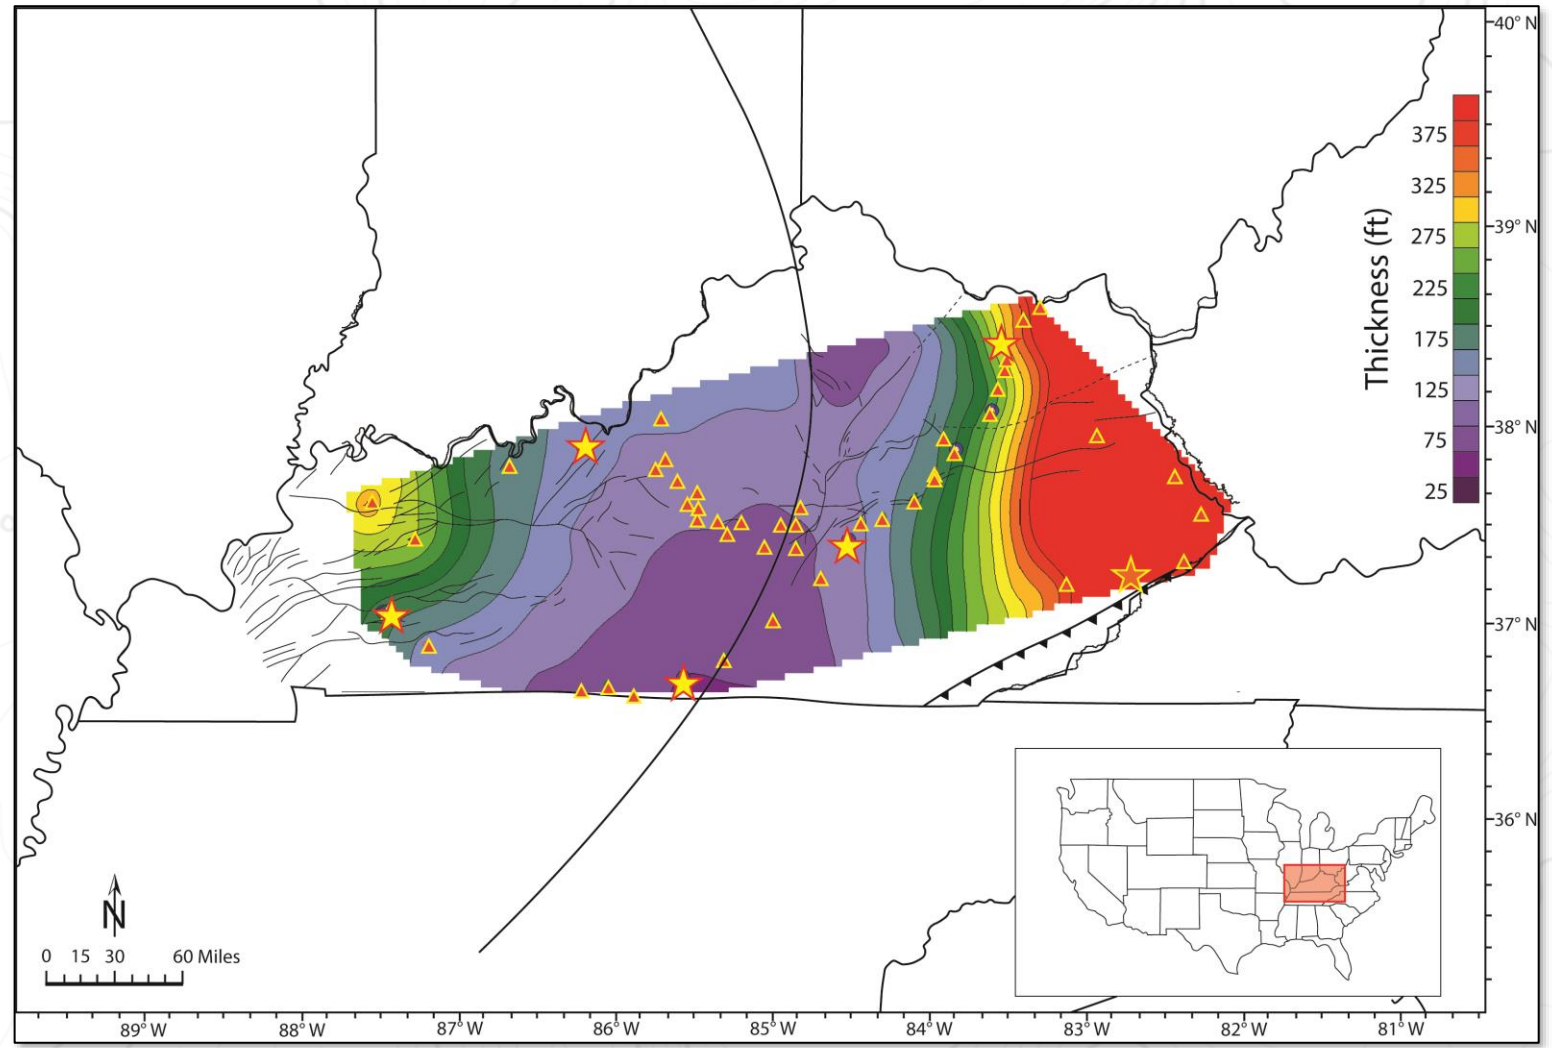 40° N
39° N
38° N
37° N
36° N
Thickness (ft)
375
325
275
225
175
125
75
25
N
0 15 30 60 Miles
89° W 88° W 87° W 86° W 85° W 84° W 83° W 82° W 81° W